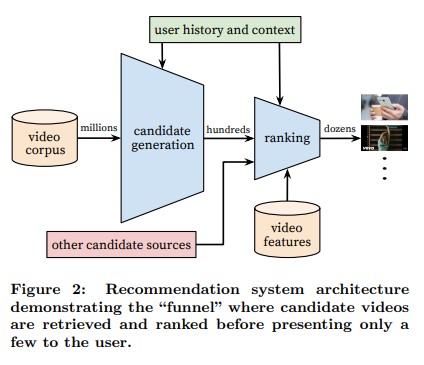 user history and context
video
corpus
millions
candidate
generation
hundreds
ranking
dozens
vevo
other candidate sources
video
features
Figure 2: Recommendation system architecture
demonstrating the “funnel” where candidate videos
are retrieved and ranked before presenting only a
few to the user.